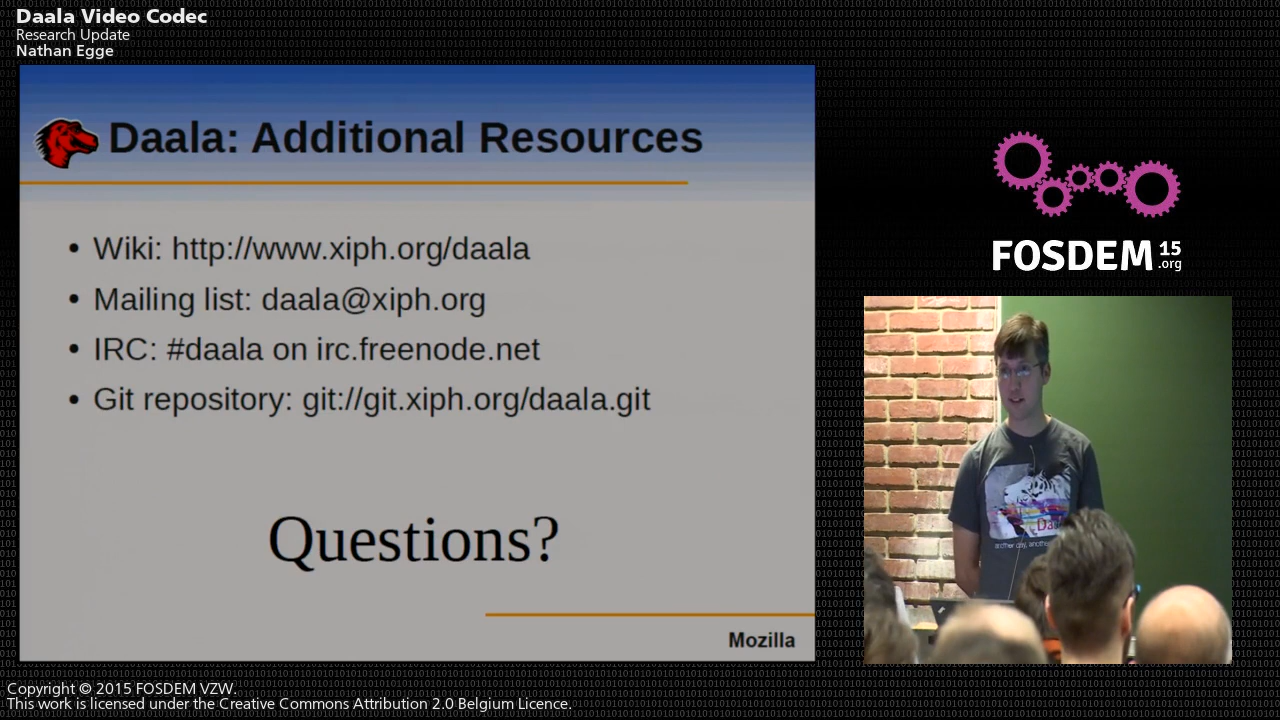 Daala Video Codec
Research Update
Nathan Egge
Daala: Additional Resources
• Wiki: http://www.xiph.org/daala
• Mailing list: daala@xiph.org
• IRC: #daala on irc.freenode.net
• Git repository: git://git.xiph.org/daala.git
Questions?
Mozilla
FOSDEM 15
.org
another day, another
Copyright © 2015 FOSDEM VZW.
This work is licensed under the Creative Commons Attribution 2.0 Belgium Licence.